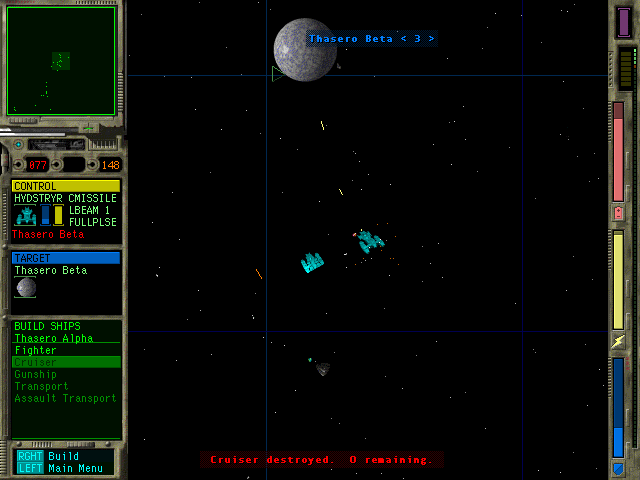 Thasero Beta < 3 >
077 148
CONTROL
HVDSTRYR CMISSILE
LBEAM 1
FULLPLSE
Thasero Beta
TARGET
Thasero Beta
BUILD SHIPS
Thasero Alpha
Fighter
Cruiser
Gunship
Transport
Assault Transport
RGHT Build
LEFT Main Menu
Cruiser destroyed. 0 remaining.